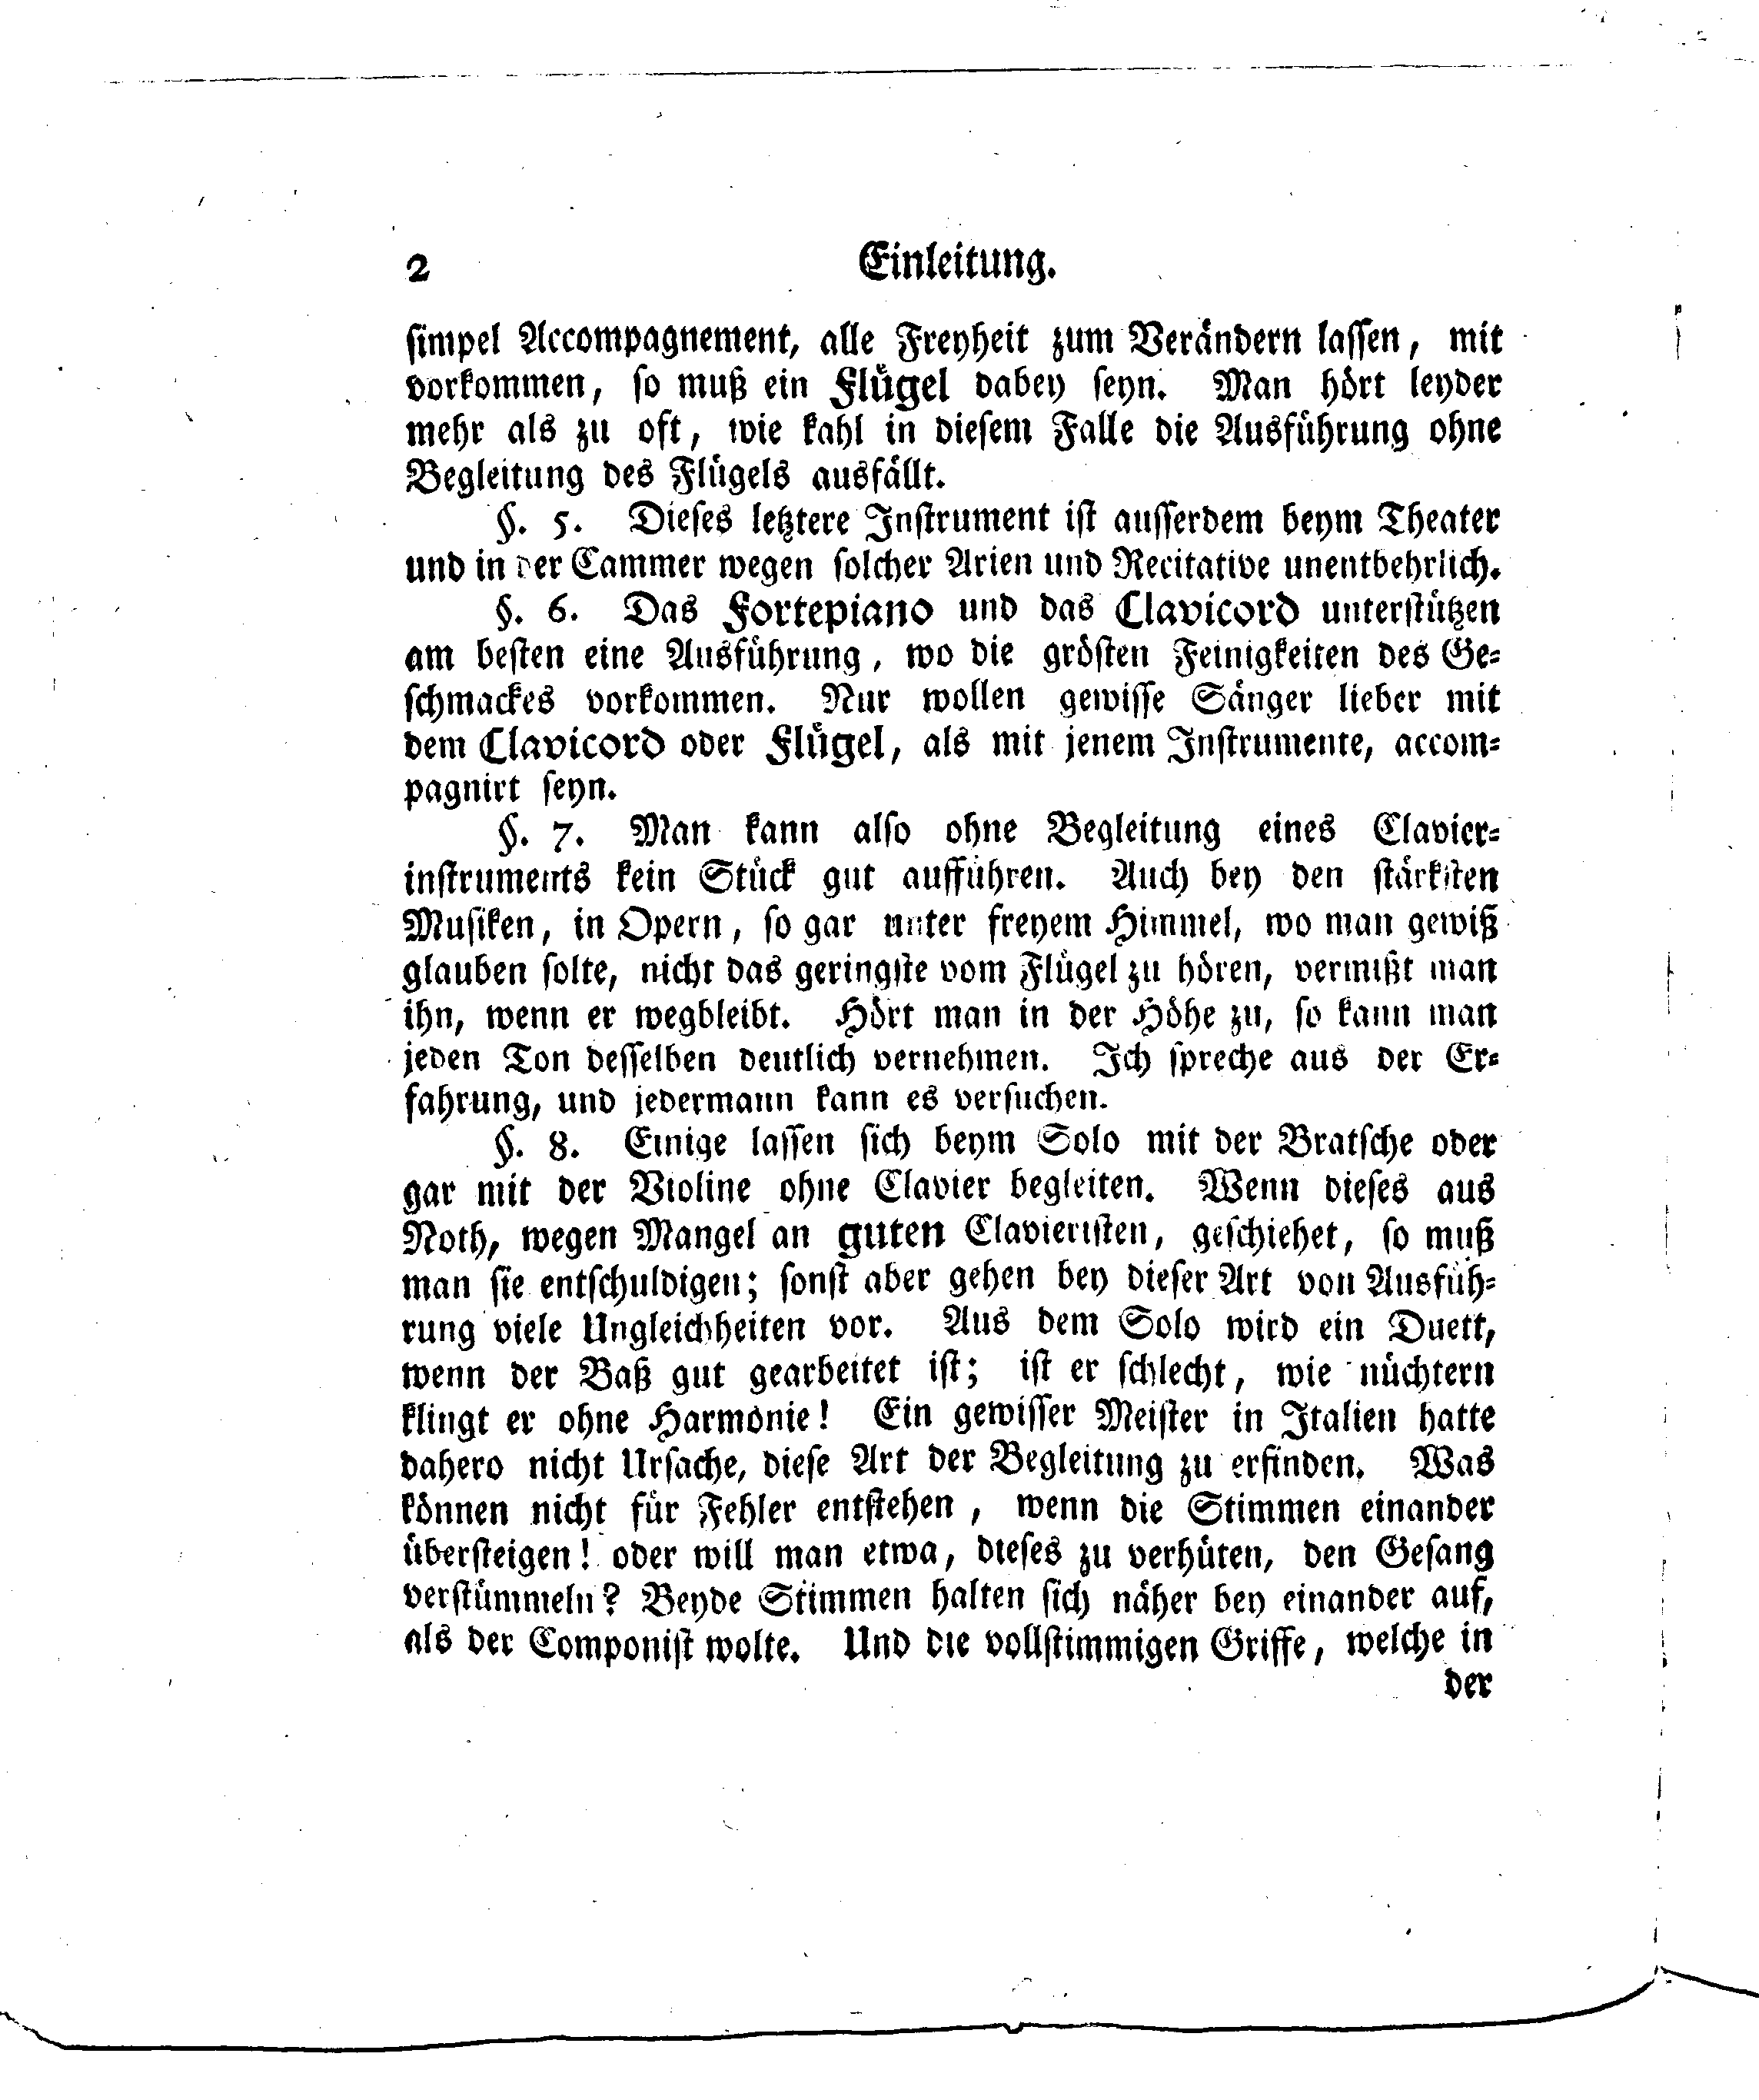 2 Einleitung.
simpel Accompagnement, alle Freyheit zum Verändern lassen, mit
vorkommen, so muß ein Flügel dabey seyn. Man hört leyder
mehr als zu oft, wie kahl in diesem Falle die Ausführung ohne
Begleitung des Flügels ausfällt.
§. 5. Dieses letztere Instrument ist ausserdem beym Theater
und in der Cammer wegen solcher Arien und Recitative unentbehrlich.
§. 6. Das Fortepiano und das Clavicord unterstützen
am besten eine Ausführung, wo die grösten Feinigkeiten des Ge-
schmackes vorkommen. Nur wollen gewisse Sänger lieber mit
dem Clavicord oder Flügel, als mit jenem Instrumente, accom-
pagnirt seyn.
§. 7. Man kann also ohne Begleitung eines Clavier-
instruments kein Stück gut aufführen. Auch bey den stärksten
Musiken, in Opern, so gar unter freyem Himmel, wo man gewiß
glauben solte, nicht das geringste vom Flügel zu hören, vermißt man
ihn, wenn er wegbleibt. Hört man in der Höhe zu, so kann man
jeden Ton desselben deutlich vernehmen. Ich spreche aus der Er-
fahrung, und jedermann kann es versuchen.
§. 8. Einige lassen sich beym Solo mit der Bratsche oder
gar mit der Violine ohne Clavier begleiten. Wenn dieses aus
Noth, wegen Mangel an guten Clavieristen, geschiehet, so muß
man sie entschuldigen; sonst aber gehen bey dieser Art von Ausfüh-
rung viele Ungleichheiten vor. Aus dem Solo wird ein Duett,
wenn der Baß gut gearbeitet ist; ist er schlecht, wie nüchtern
klingt er ohne Harmonie! Ein gewisser Meister in Italien hatte
dahero nicht Ursache, diese Art der Begleitung zu erfinden. Was
können nicht für Fehler entstehen, wenn die Stimmen einander
übersteigen! oder will man etwa, dieses zu verhüten, den Gesang
verstümmeln? Beyde Stimmen halten sich näher bey einander auf,
als der Componist wolte. Und die vollstimmigen Griffe, welche in
der